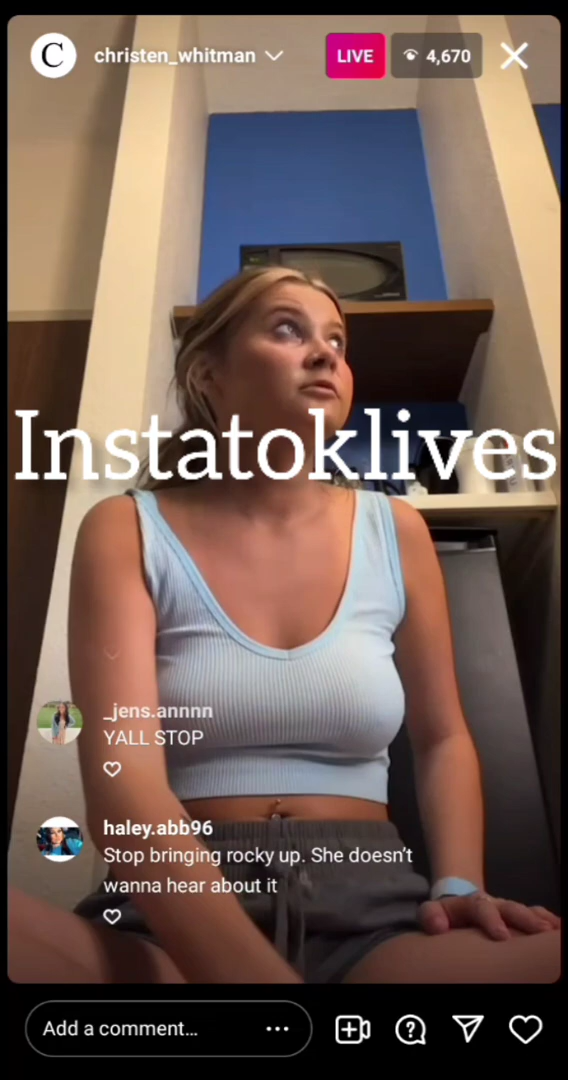 C
christen_whitman
LIVE
4,670
Instatoklives
_jens.annnn
YALL STOP
haley.abb96
Stop bringing rocky up. She doesn't
wanna hear about it
Add a comment...